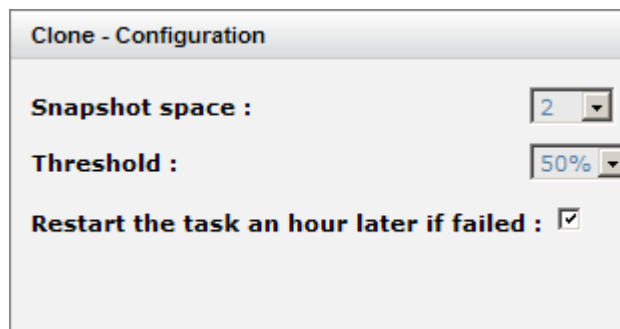 Clone - Configuration
Snapshot space : 2
Threshold : 50%
Restart the task an hour later if failed :